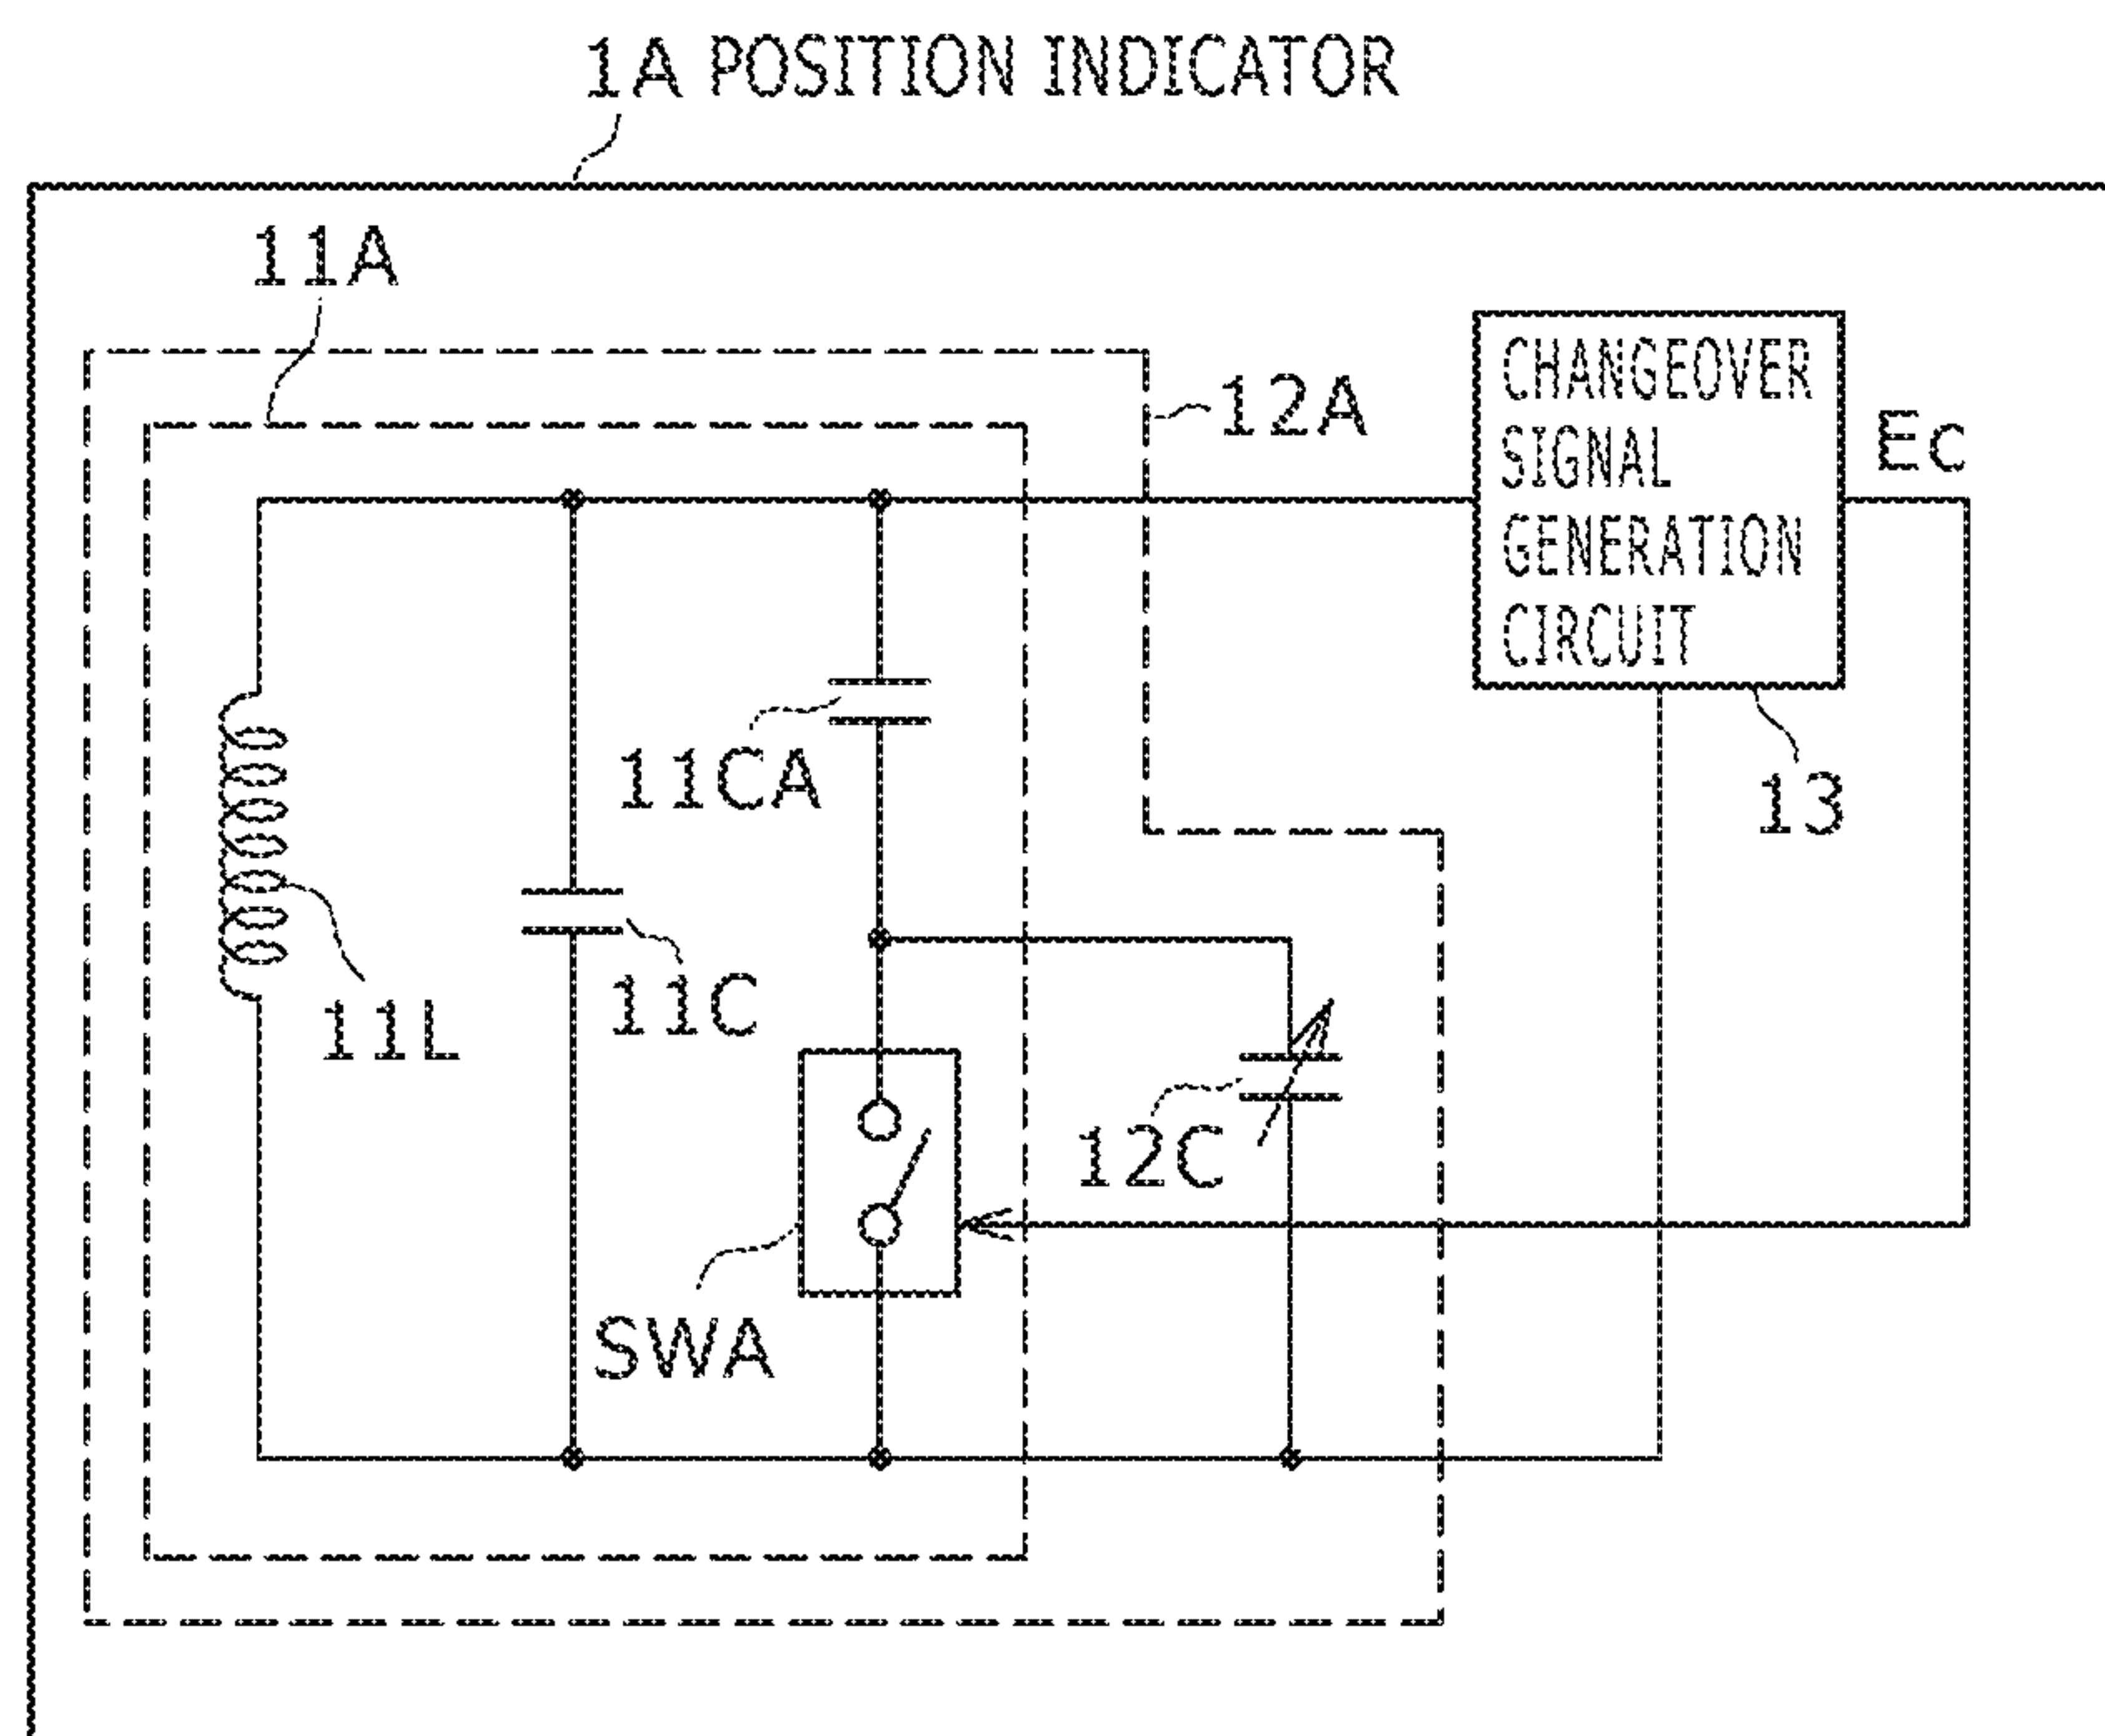 1A POSITION INDICATOR
11A
12A
CHANGEOVER
SIGNAL
GENERATION
CIRCUIT
Ec
11CA
13
11L
11C
12C
SWA